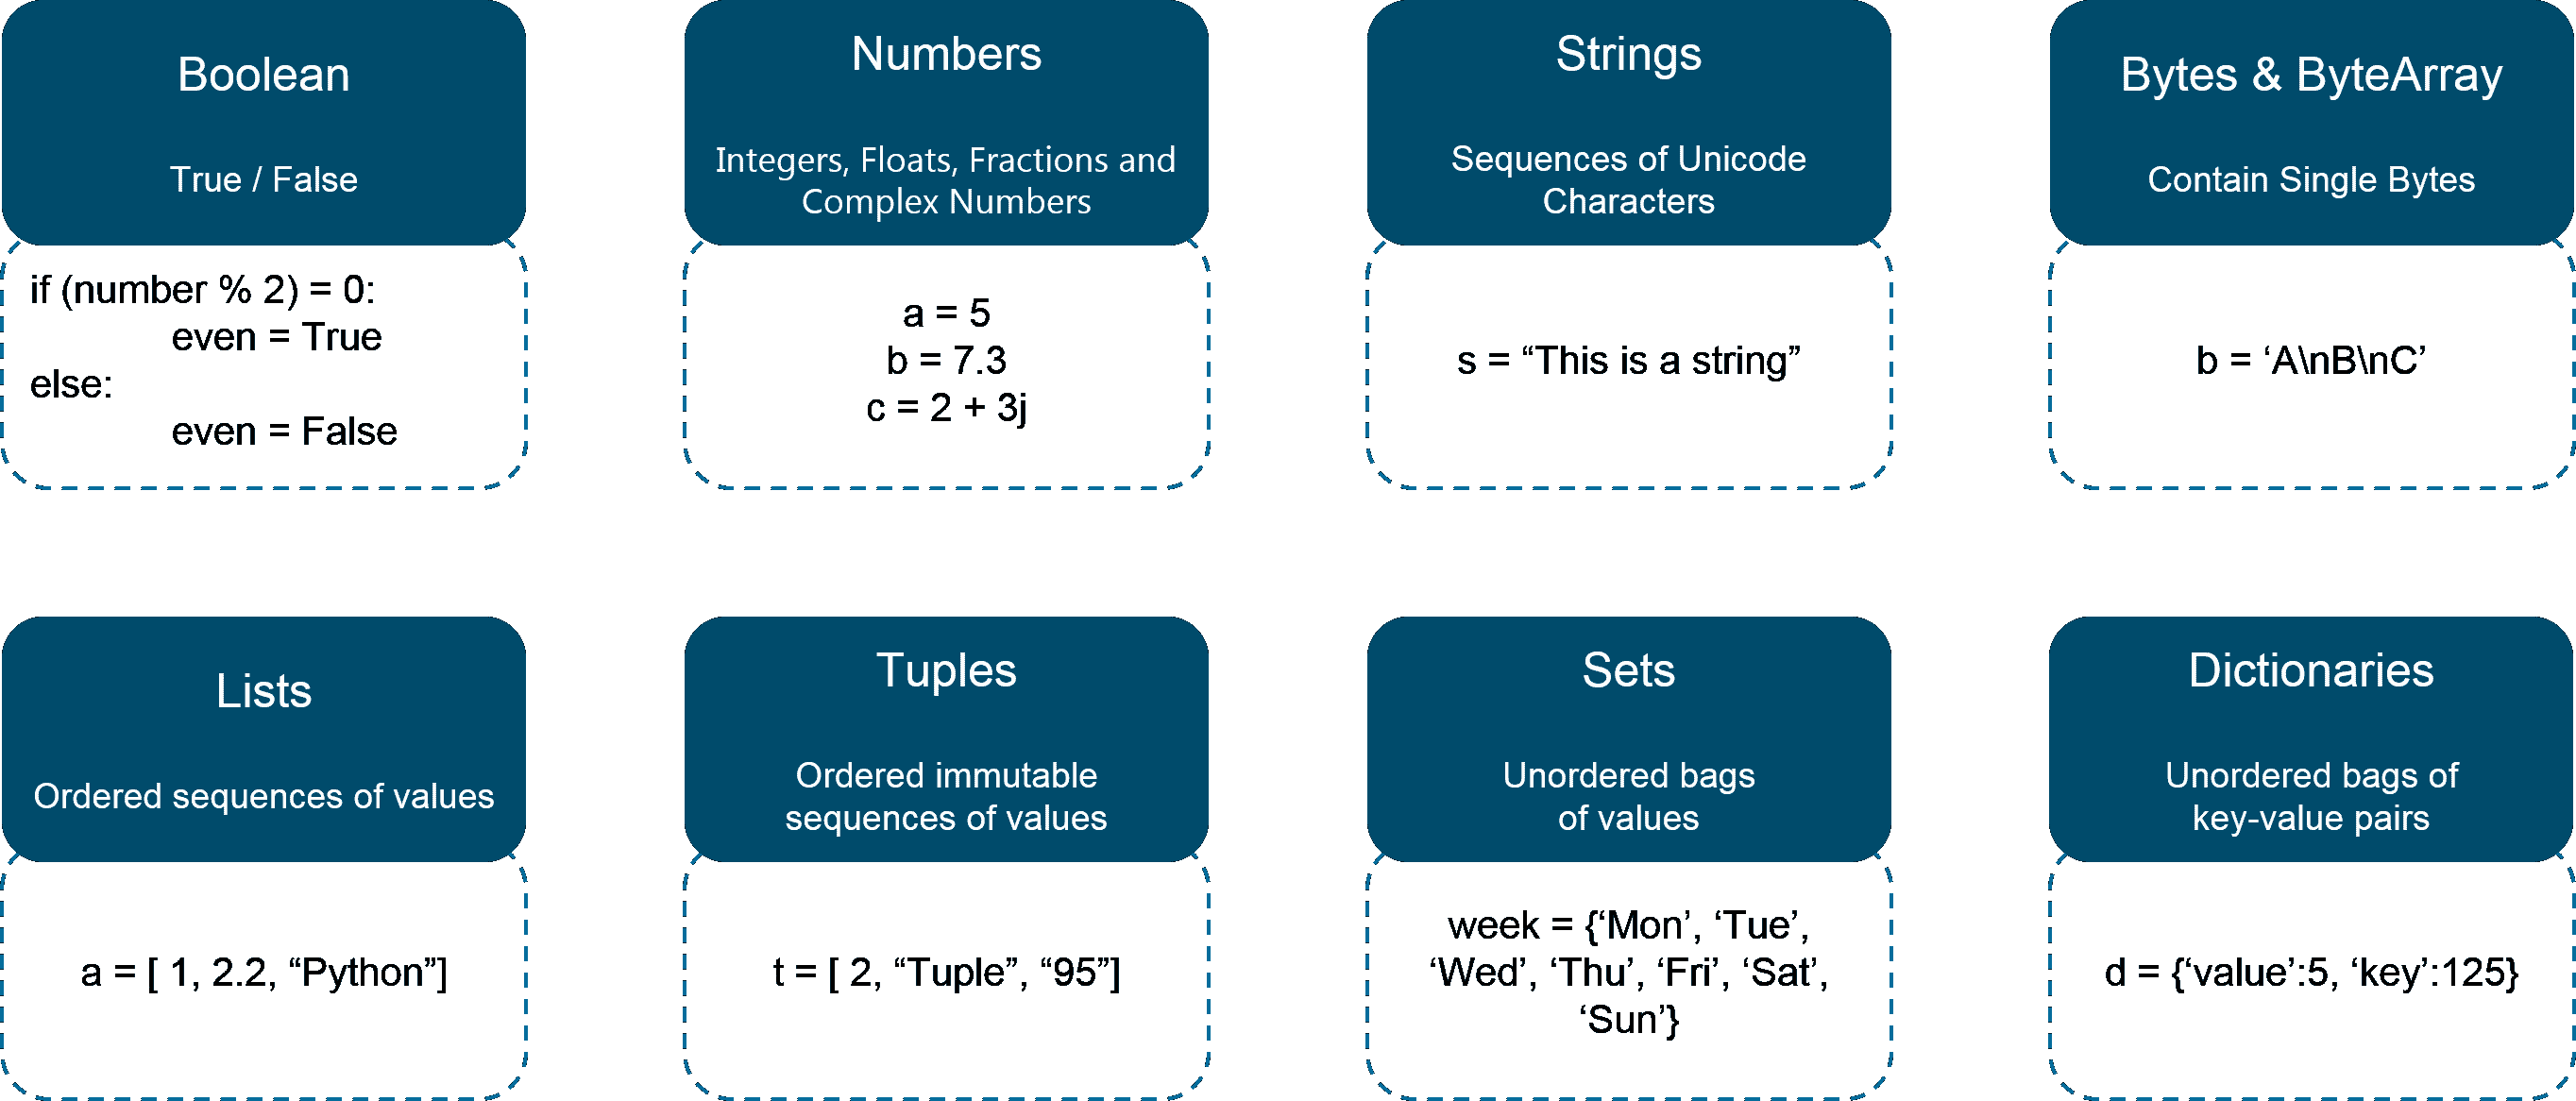 Boolean
True / False
if (number % 2) = 0:
even = True
else:
even = False
Numbers
Integers, Floats, Fractions and
Complex Numbers
a = 5
b = 7.3
c = 2 + 3j
Strings
Sequences of Unicode
Characters
s = “This is a string”
Bytes & ByteArray
Contain Single Bytes
b = ‘A\nB\nC’
Lists
Ordered sequences of values
a = [ 1, 2.2, “Python”]
Tuples
Ordered immutable
sequences of values
t = [ 2, “Tuple”, “95”]
Sets
Unordered bags
of values
week = {‘Mon’, ‘Tue’,
‘Wed’, ‘Thu’, ‘Fri’, ‘Sat’,
‘Sun’}
Dictionaries
Unordered bags of
key-value pairs
d = {‘value’:5, ‘key’:125}